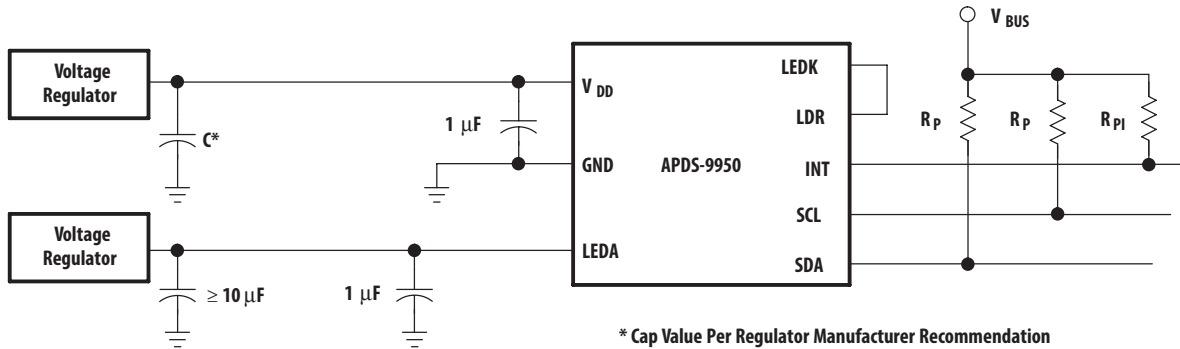 V BUS
Voltage
Regulator
V DD
LEDK
LDR
C*
1 μF
GND
APDS-9950
INT
R P
R P
R PI
SCL
Voltage
Regulator
LEDA
SDA
≥ 10 μF
1 μF
* Cap Value Per Regulator Manufacturer Recommendation